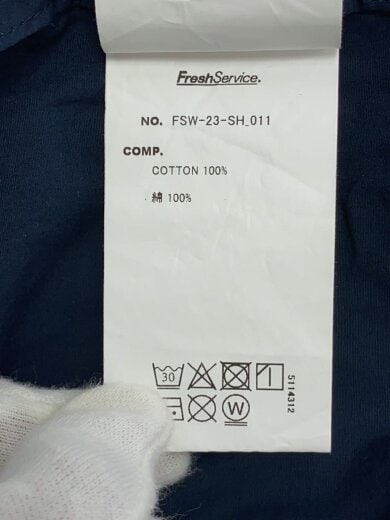 FreshService.
NO. FSW-23-SH_011
COMP.
COTTON 100%
綿 100%
30
W
5114312